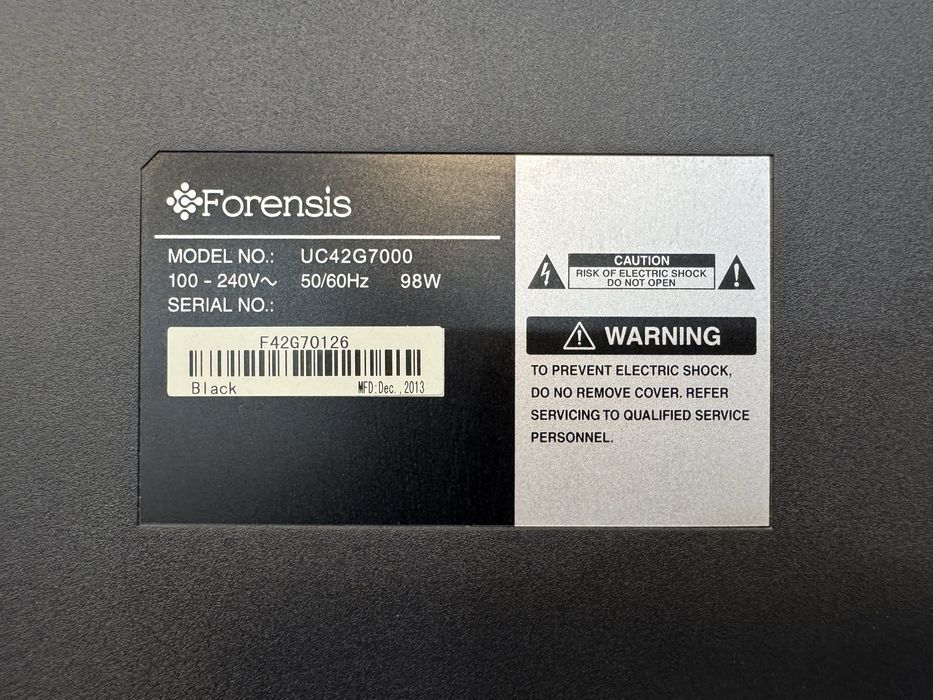 Forensis
MODEL NO.: UC42G7000
100 - 240V～ 50/60Hz 98W
SERIAL NO.:
F42G70126
Black MFD:Dec.,2013
CAUTION
RISK OF ELECTRIC SHOCK
DO NOT OPEN
WARNING
TO PREVENT ELECTRIC SHOCK,
DO NO REMOVE COVER. REFER
SERVICING TO QUALIFIED SERVICE
PERSONNEL.